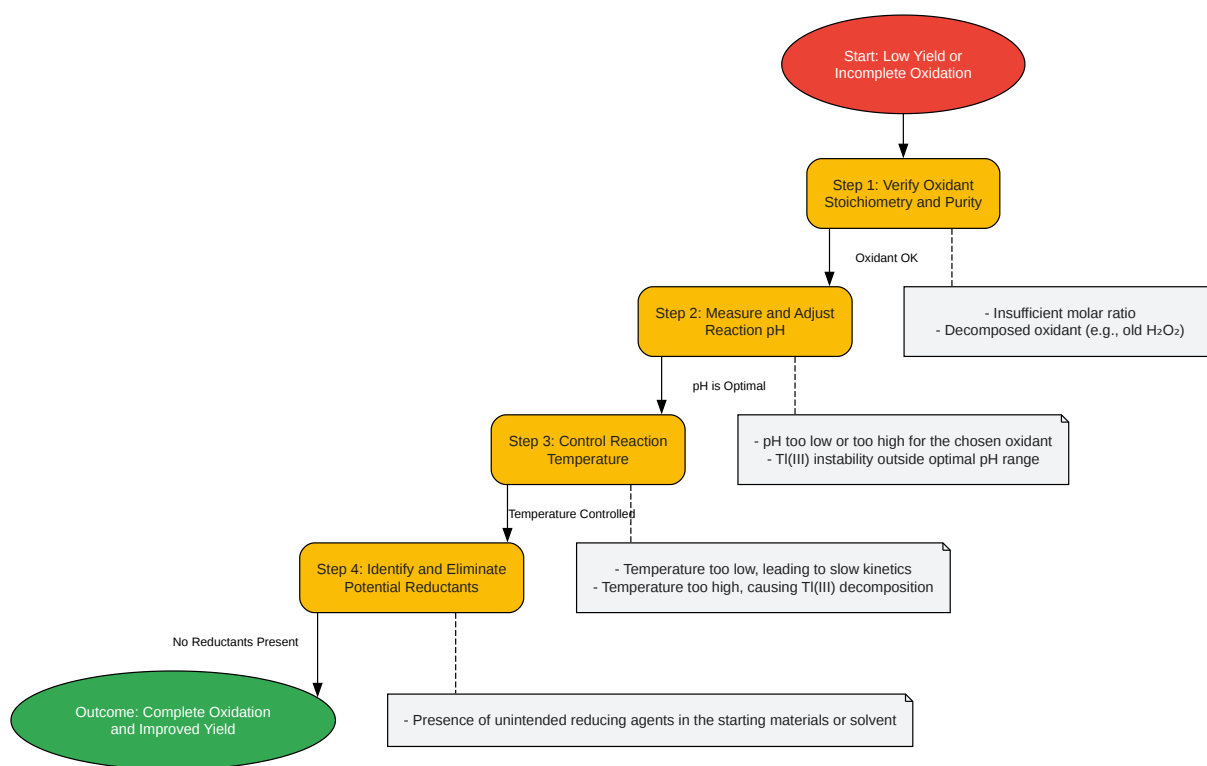 Start: Low Yield or
Incomplete Oxidation
Step 1: Verify Oxidant
Stoichiometry and Purity
Oxidant OK
Step 2: Measure and Adjust
Reaction pH
- Insufficient molar ratio
- Decomposed oxidant (e.g., old H₂O₂)
pH is Optimal
Step 3: Control Reaction
Temperature
- pH too low or too high for the chosen oxidant
- Tl(III) instability outside optimal pH range
Temperature Controlled
Step 4: Identify and Eliminate
Potential Reductants
- Temperature too low, leading to slow kinetics
- Temperature too high, causing Tl(III) decomposition
No Reductants Present
Outcome: Complete Oxidation
and Improved Yield
- Presence of unintended reducing agents in the starting materials or solvent